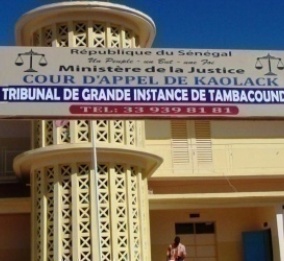 République du Sénégal
Un Peuple - un But - une Foi
Ministère de la Justice
COUR D'APPEL DE KAOLACK
TRIBUNAL DE GRANDE INSTANCE DE TAMBACOUND
TEL: 33 939 81 81